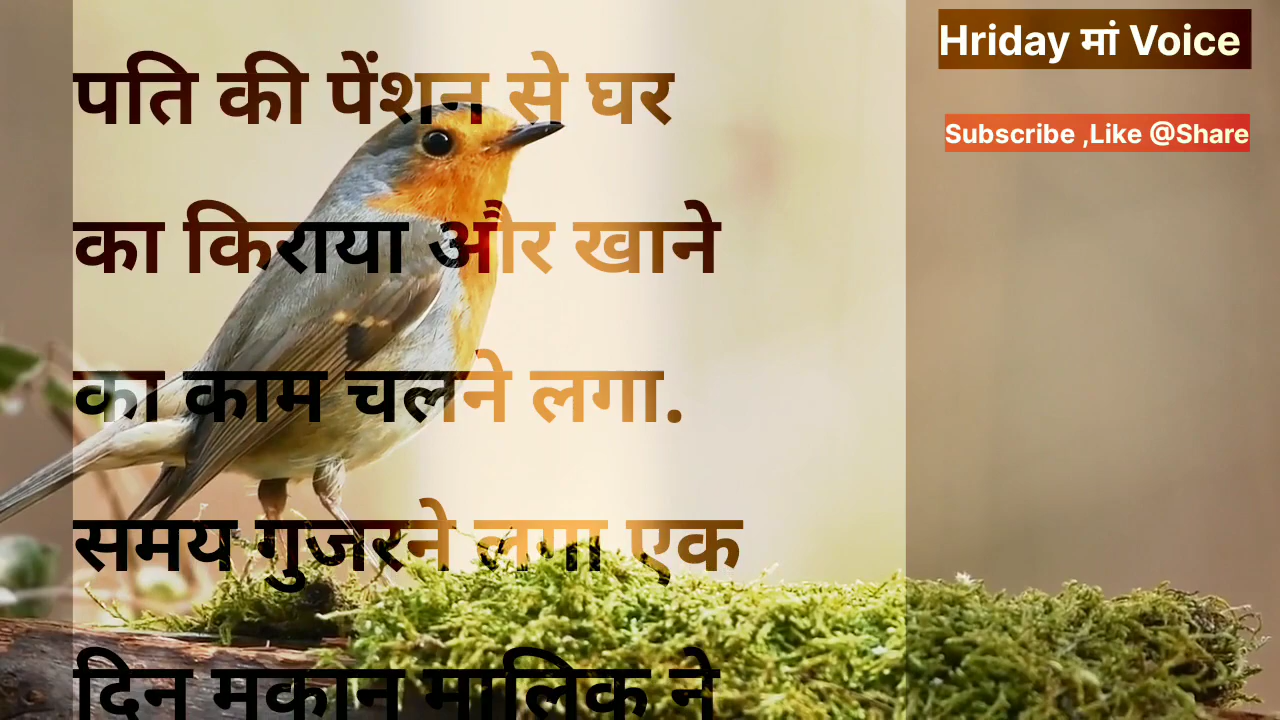 पति की पेंशन से घर
का किराया और खाने
का काम चलने लगा.
समय गुजरने लगा एक
दिन मकान मालिक ने
Hriday मां Voice
Subscribe ,Like @Share